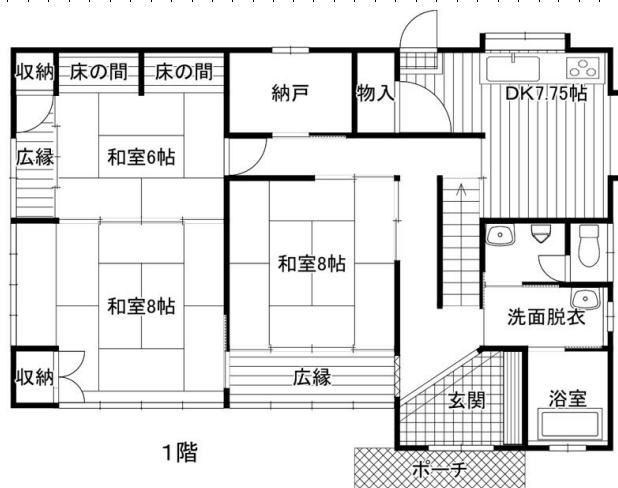 収納
床の間
床の間
納戸
物入
DK7.75帖
広縁
和室6帖
和室8帖
和室8帖
洗面脱衣
収納
広縁
玄関
浴室
1階
ポーチ